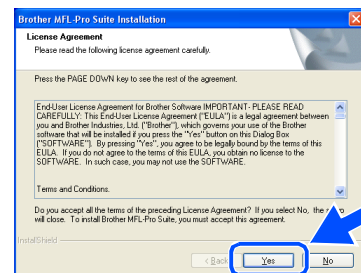 Brother MFL-Pro Suite Installation
License Agreement
Please read the following license agreement carefully.
Press the PAGE DOWN key to see the rest of the agreement.
End-User License Agreement for Brother Software IMPORTANT- PLEASE READ
CAREFULLY: This End-User License Agreement ("EULA") is a legal agreement between
you and Brother Industries, Ltd. ("Brother"), which governs your use of the Brother
software that will be installed if you press the "Yes" button on this Dialog Box
("SOFTWARE"). By pressing "Yes", you agree to be legally bound by the terms of this
EULA. If you do not agree to the terms of this EULA, you obtain no license to the
SOFTWARE. In such case, you may not use the SOFTWARE.
Terms and Conditions.
Do you accept all the terms of the preceding License Agreement? If you select No, the
will close. To install Brother MFL-Pro Suite, you must accept this agreement.
InstallShield
< Back Yes No